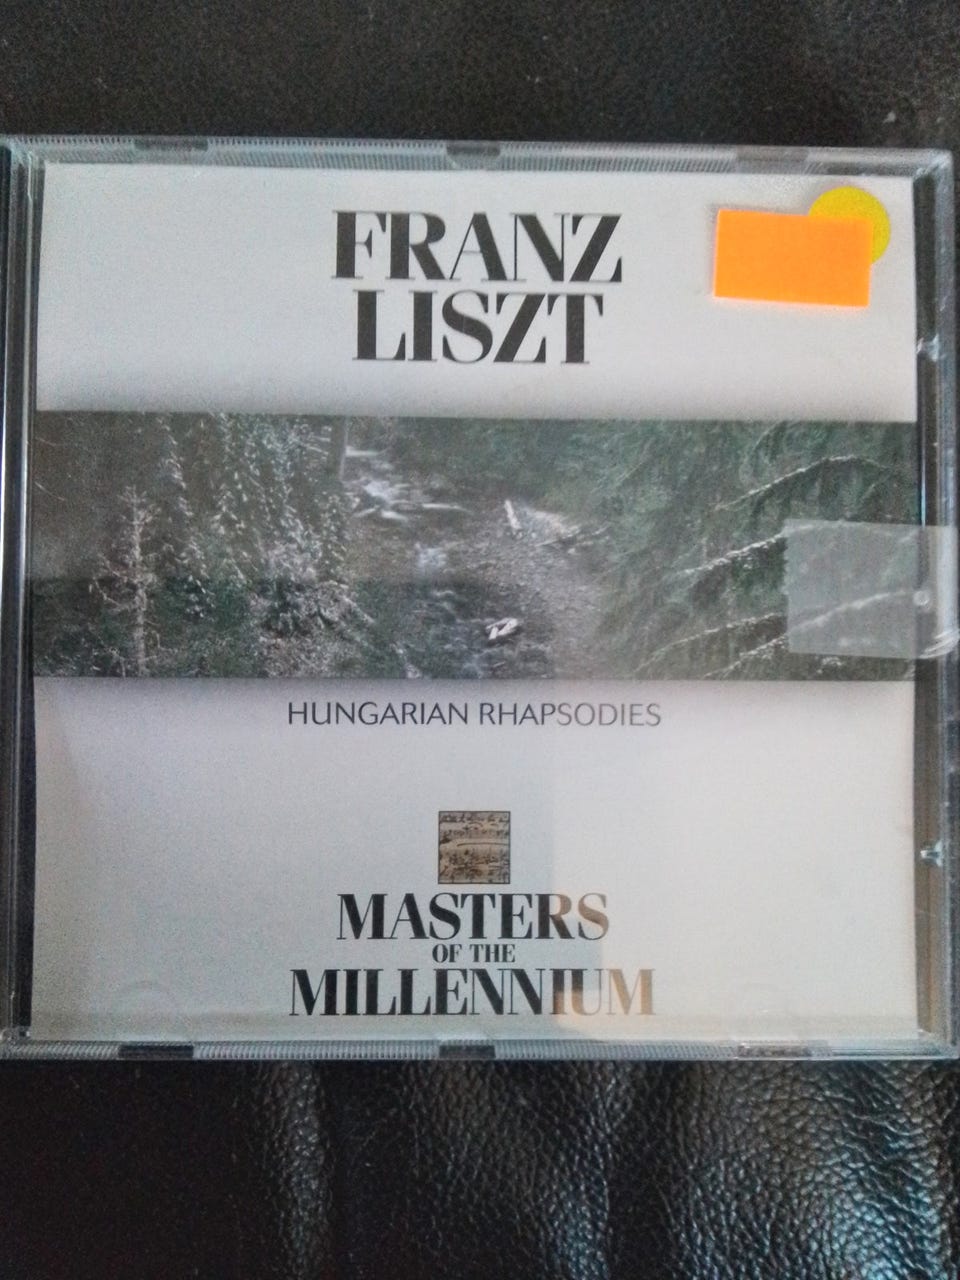 FRANZ
LISZT
HUNGARIAN RHAPSODIES
MASTERS
OF THE
MILLENNIUM